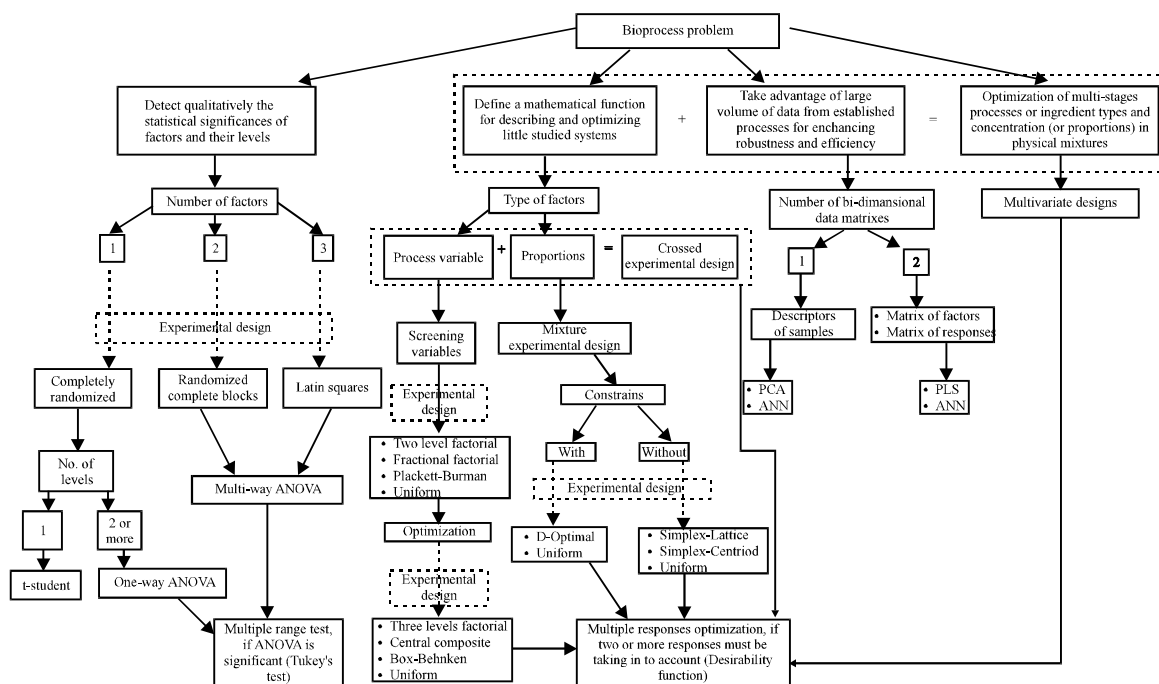 Bioprocess problem
Detect qualitatively the
statistical significances of
factors and their levels
Define a mathematical function
for describing and optimizing
little studied systems
+
Take advantage of large
volume of data from established
processes for enchancing
robustness and efficiency
=
Optimization of multi-stages
processes or ingredient types and
concentration (or proportions) in
physical mixtures
Number of factors
Type of factors
Number of bi-dimansional
data matrixes
Multivariate designs
1
2
3
Process variable
+
Proportions
=
Crossed
experimental design
1
2
Experimental design
Screening
variables
Mixture
experimental design
Descriptors
of samples
• Matrix of factors
• Matrix of responses
Completely
randomized
Randomized
complete blocks
Latin squares
Experimental
design
Constrains
• PCA
• ANN
• PLS
• ANN
No. of
levels
Multi-way ANOVA
• Two level factorial
• Fractional factorial
• Plackett-Burman
• Uniform
With
Without
Experimental design
1
2 or
more
Optimization
• D-Optimal
• Uniform
• Simplex-Lattice
• Simplex-Centriod
• Uniform
t-student
One-way ANOVA
Experimental
design
Multiple range test,
if ANOVA is
significant (Tukey's
test)
• Three levels factorial
• Central composite
• Box-Behnken
• Uniform
Multiple responses optimization, if
two or more responses must be
taking in to account (Desirability
function)